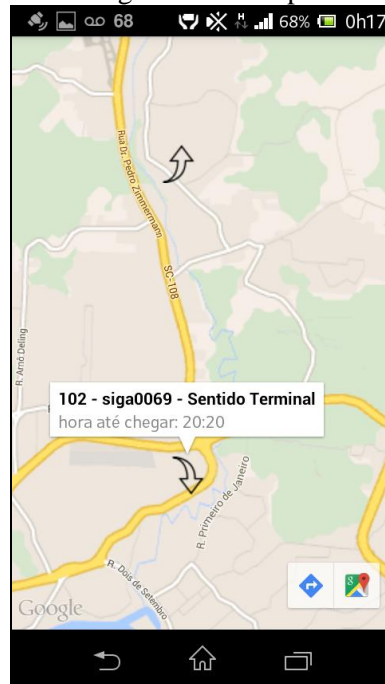 68 68% 0h17
Rua Dr. Pedro Zimmermann
SC-108
R. Arnô Deling
102 - siga0069 - Sentido Terminal
hora até chegar: 20:20
R. Primeiro de Janeiro
R. Dois de Setembro
Google